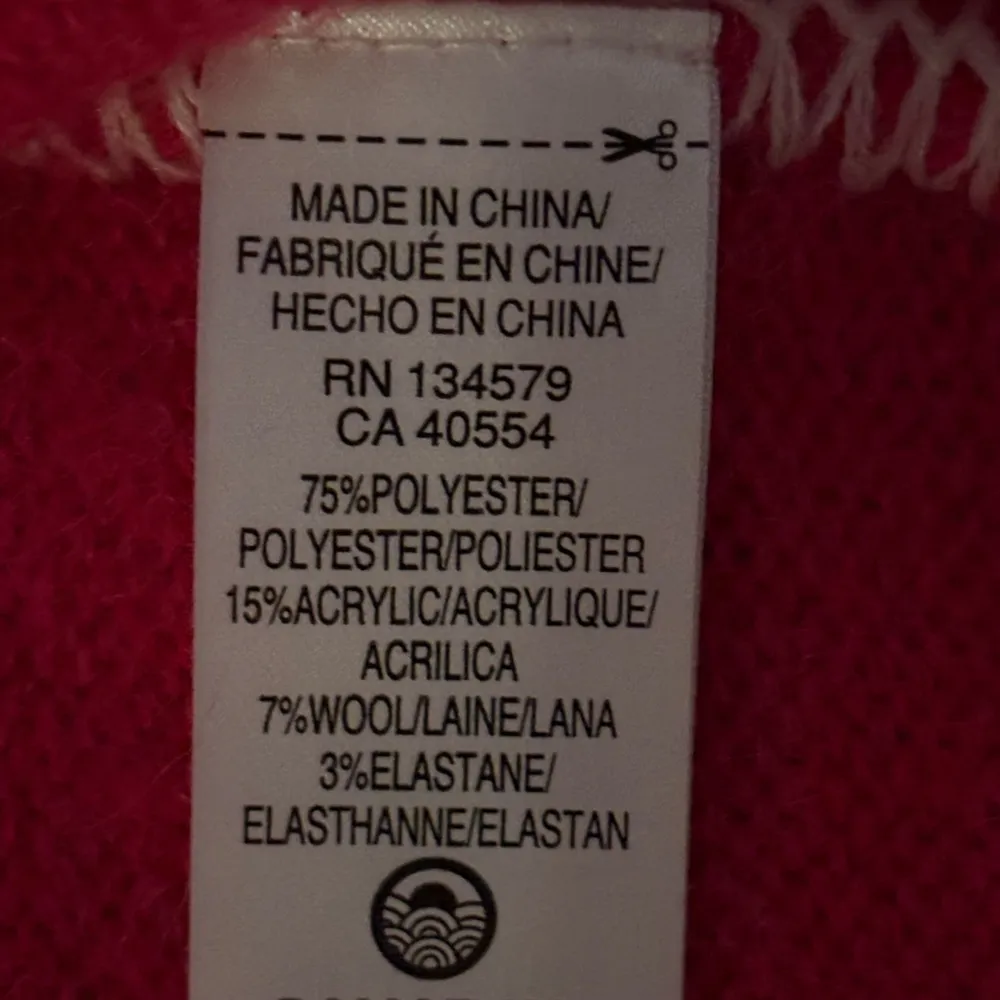 MADE IN CHINA/
FABRIQUÉ EN CHINE/
HECHO EN CHINA
RN 134579
CA 40554
75%POLYESTER/
POLYESTER/POLIESTER
15%ACRYLIC/ACRYLIQUE/
ACRILICA
7%WOOL/LAINE/LANA
3%ELASTANE/
ELASTHANNE/ELASTAN